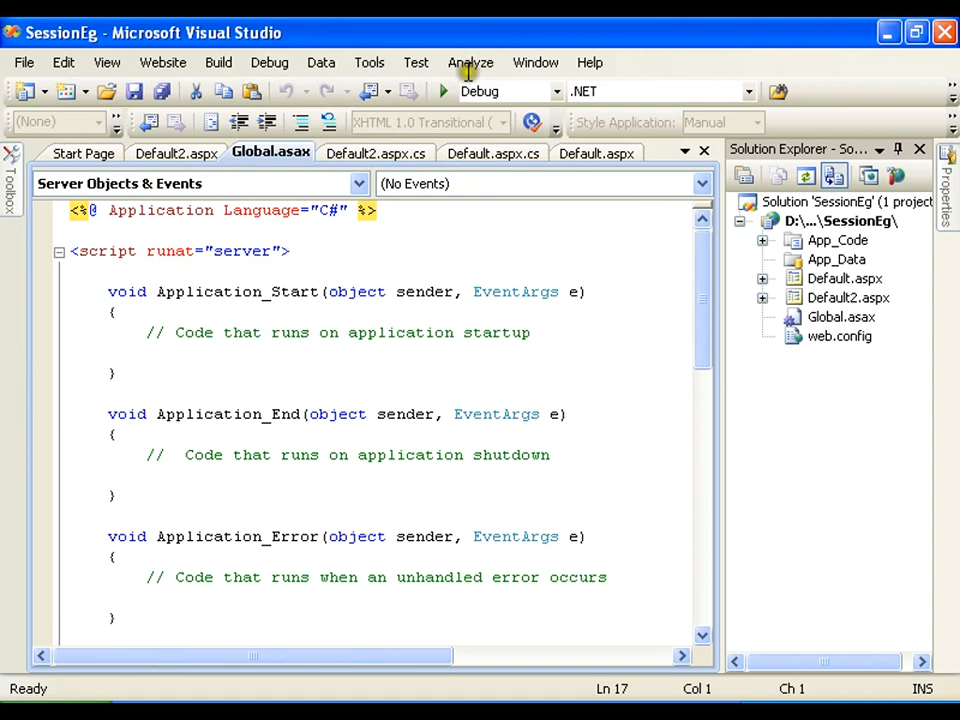 SessionEg - Microsoft Visual Studio
File Edit View Website Build Debug Data Tools Test Analyze Window Help
Debug .NET
(None) XHTML 1.0 Transitional ( Style Application: Manual
Toolbox
Start Page Default2.aspx Global.asax Default2.aspx.cs Default.aspx.cs Default.aspx
Server Objects & Events (No Events)
<%@ Application Language="C#" %>
<script runat="server">
void Application_Start(object sender, EventArgs e)
{
// Code that runs on application startup
}
void Application_End(object sender, EventArgs e)
{
//  Code that runs on application shutdown
}
void Application_Error(object sender, EventArgs e)
{
// Code that runs when an unhandled error occurs
}
Solution Explorer - So...
Solution 'SessionEg' (1 project
D:\...\SessionEg\
App_Code
App_Data
Default.aspx
Default2.aspx
Global.asax
web.config
Properties
Ready Ln 17 Col 1 Ch 1 INS